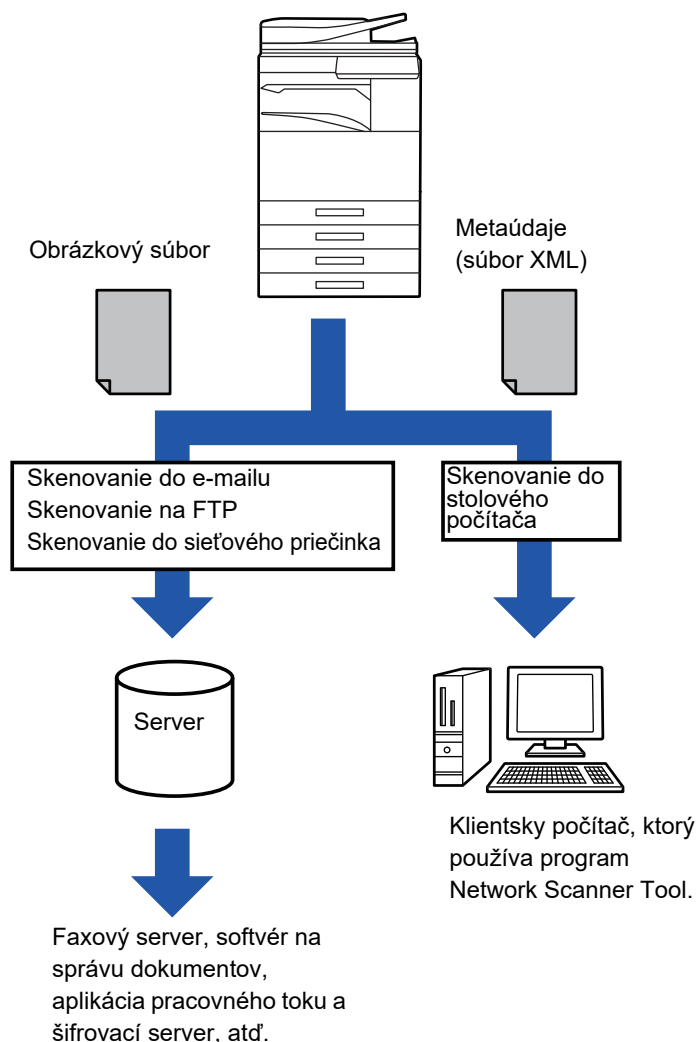 Obrázkový súbor
Metaúdaje
(súbor XML)
Skenovanie do e-mailu
Skenovanie na FTP
Skenovanie do sieťového priečinka
Skenovanie do
stolového
počítača
Server
Klientsky počítač, ktorý
používa program
Network Scanner Tool.
Faxový server, softvér na
správu dokumentov,
aplikácia pracovného toku a
šifrovací server, atď.